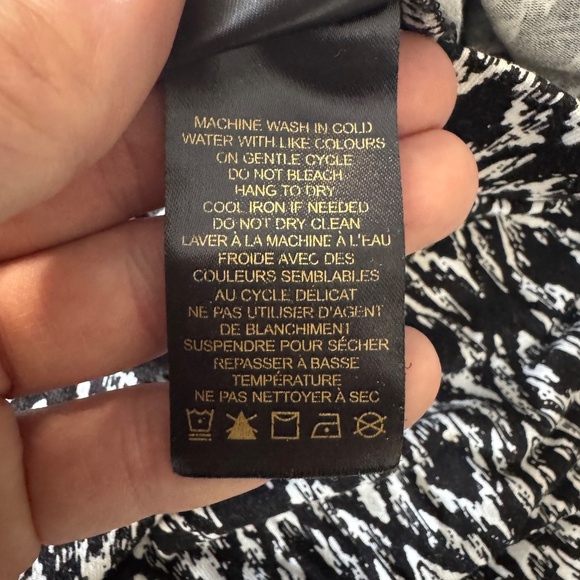 MACHINE WASH IN COLD
WATER WITH LIKE COLOURS
ON GENTLE CYCLE
DO NOT BLEACH
HANG TO DRY
COOL IRON IF NEEDED
DO NOT DRY CLEAN
LAVER À LA MACHINE À L'EAU
FROIDE AVEC DES
COULEURS SEMBLABLES
AU CYCLE DÉLICAT
NE PAS UTILISER D'AGENT
DE BLANCHIMENT
SUSPENDRE POUR SÉCHER
REPASSER À BASSE
TEMPÉRATURE
NE PAS NETTOYER À SEC